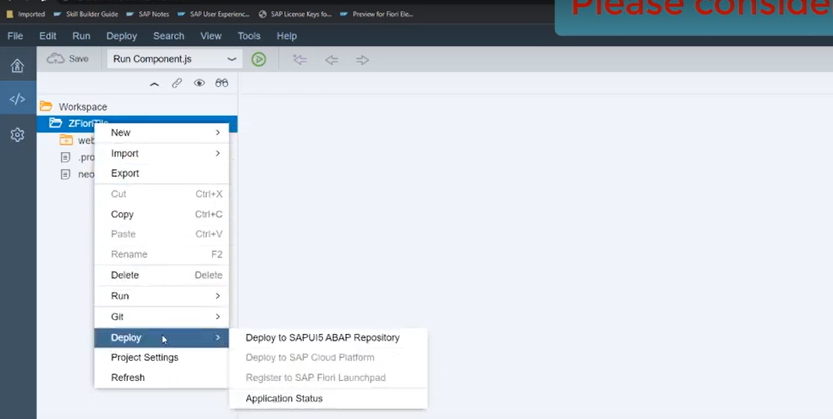 Please conside
Imported Skill Builder Guide SAP Notes SAP User Experienc... SAP License Keys fo... Preview for Fiori Ele...
File Edit Run Deploy Search View Tools Help
Save Run Component.js
Workspace
ZFioriTile
web
.pro
neo
New
Import
Export
Cut Ctrl+X
Copy Ctrl+C
Paste Ctrl+V
Rename F2
Delete Delete
Run
Git
Deploy
Project Settings
Refresh
Deploy to SAPUI5 ABAP Repository
Deploy to SAP Cloud Platform
Register to SAP Fiori Launchpad
Application Status